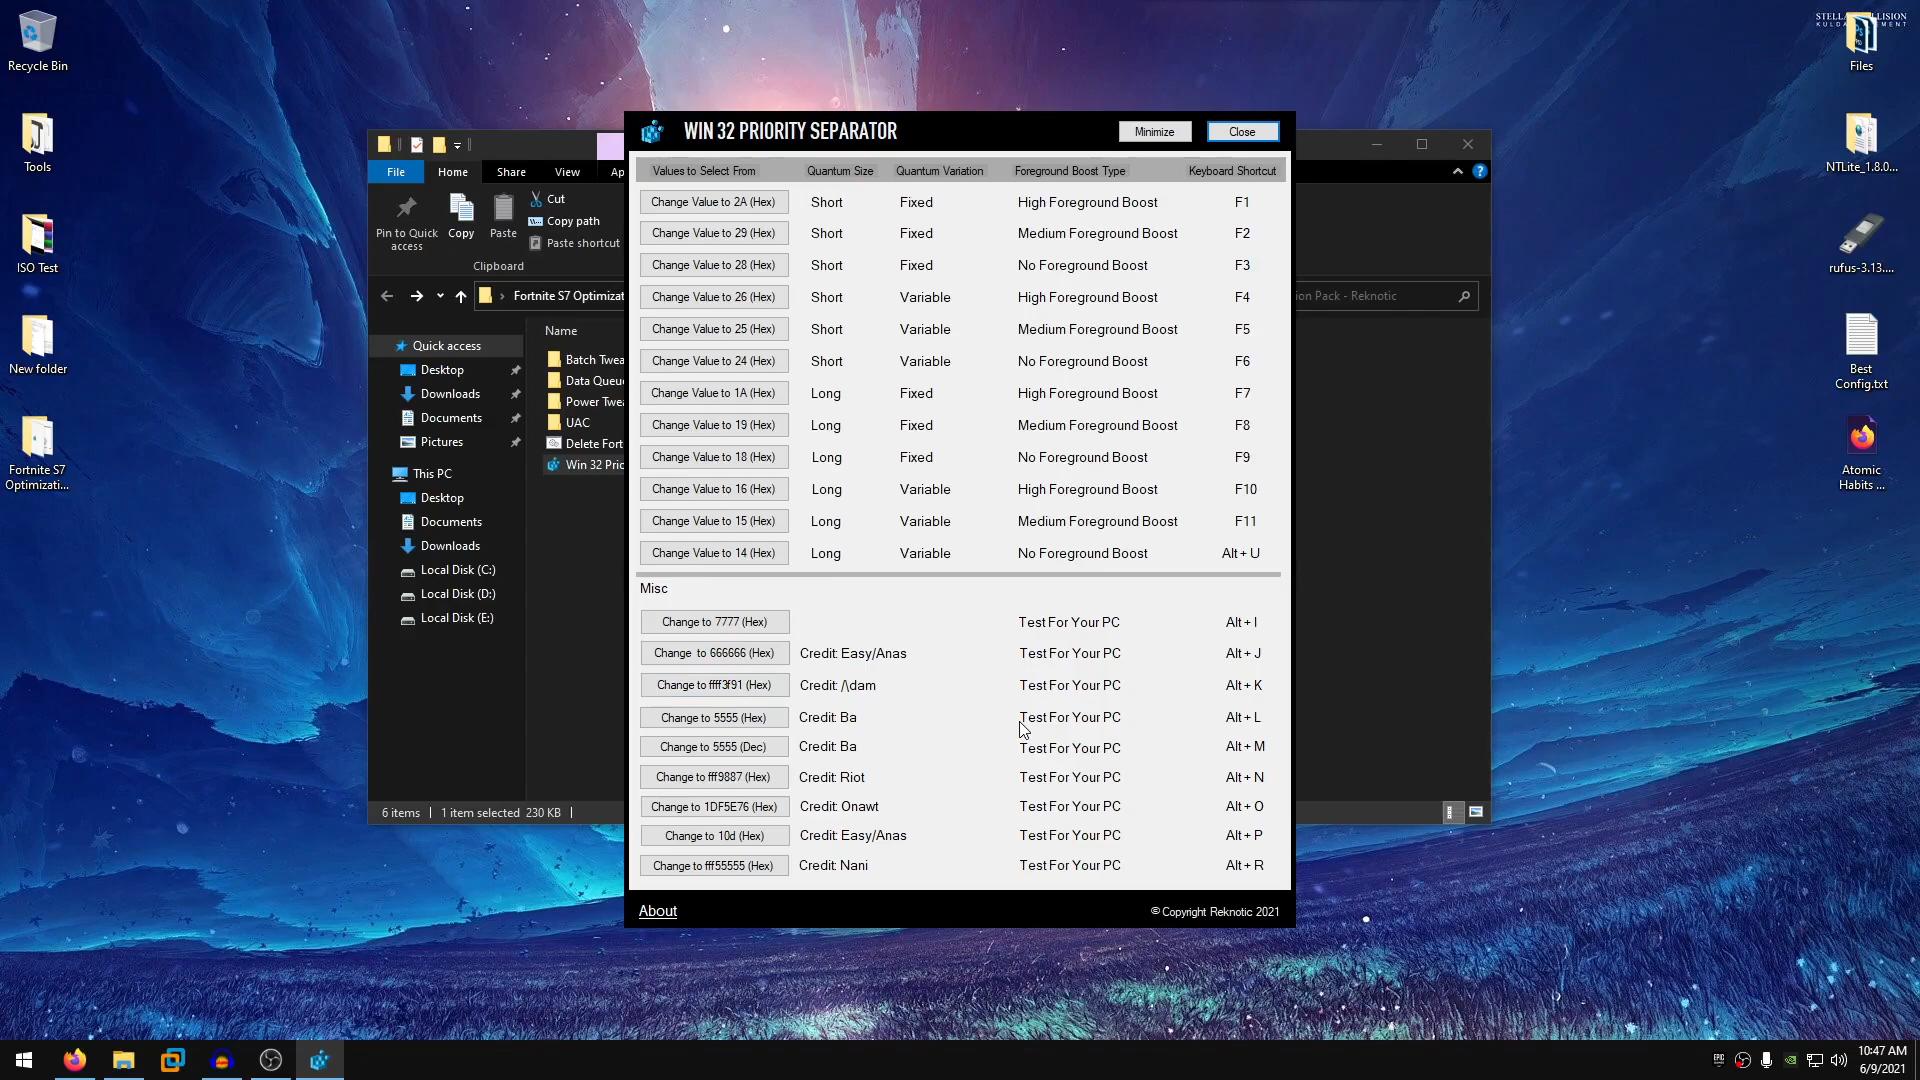 Recycle Bin
Tools
ISO Test
New folder
Fortnite S7
Optimizati...
Files
NTLite_1.8.0...
rufus-3.13....
Best
Config.txt
Atomic
Habits ...
File
Home
Share
View
Pin to Quick
access
Copy
Paste
Cut
Copy path
Paste shortcut
Clipboard
Fortnite S7 Optimizat
ion Pack - Reknotic
Quick access
Desktop
Downloads
Documents
Pictures
This PC
Desktop
Documents
Downloads
Local Disk (C:)
Local Disk (D:)
Local Disk (E:)
Name
Batch Twea
Data Queu
Power Twea
UAC
Delete Fort
Win 32 Pric
6 items
1 item selected 230 KB
WIN 32 PRIORITY SEPARATOR
Minimize
Close
Values to Select From Quantum Size Quantum Variation Foreground Boost Type Keyboard Shortcut
Change Value to 2A (Hex) Short Fixed High Foreground Boost F1
Change Value to 29 (Hex) Short Fixed Medium Foreground Boost F2
Change Value to 28 (Hex) Short Fixed No Foreground Boost F3
Change Value to 26 (Hex) Short Variable High Foreground Boost F4
Change Value to 25 (Hex) Short Variable Medium Foreground Boost F5
Change Value to 24 (Hex) Short Variable No Foreground Boost F6
Change Value to 1A (Hex) Long Fixed High Foreground Boost F7
Change Value to 19 (Hex) Long Fixed Medium Foreground Boost F8
Change Value to 18 (Hex) Long Fixed No Foreground Boost F9
Change Value to 16 (Hex) Long Variable High Foreground Boost F10
Change Value to 15 (Hex) Long Variable Medium Foreground Boost F11
Change Value to 14 (Hex) Long Variable No Foreground Boost Alt + U
Misc
Change to 7777 (Hex) Test For Your PC Alt + I
Change to 666666 (Hex) Credit: Easy/Anas Test For Your PC Alt + J
Change to ffff3f91 (Hex) Credit: /\dam Test For Your PC Alt + K
Change to 5555 (Hex) Credit: Ba Test For Your PC Alt + L
Change to 5555 (Dec) Credit: Ba Test For Your PC Alt + M
Change to fff9887 (Hex) Credit: Riot Test For Your PC Alt + N
Change to 1DF5E76 (Hex) Credit: Onawt Test For Your PC Alt + O
Change to 10d (Hex) Credit: Easy/Anas Test For Your PC Alt + P
Change to fff55555 (Hex) Credit: Nani Test For Your PC Alt + R
About
© Copyright Reknotic 2021
EPIC
10:47 AM
6/9/2021